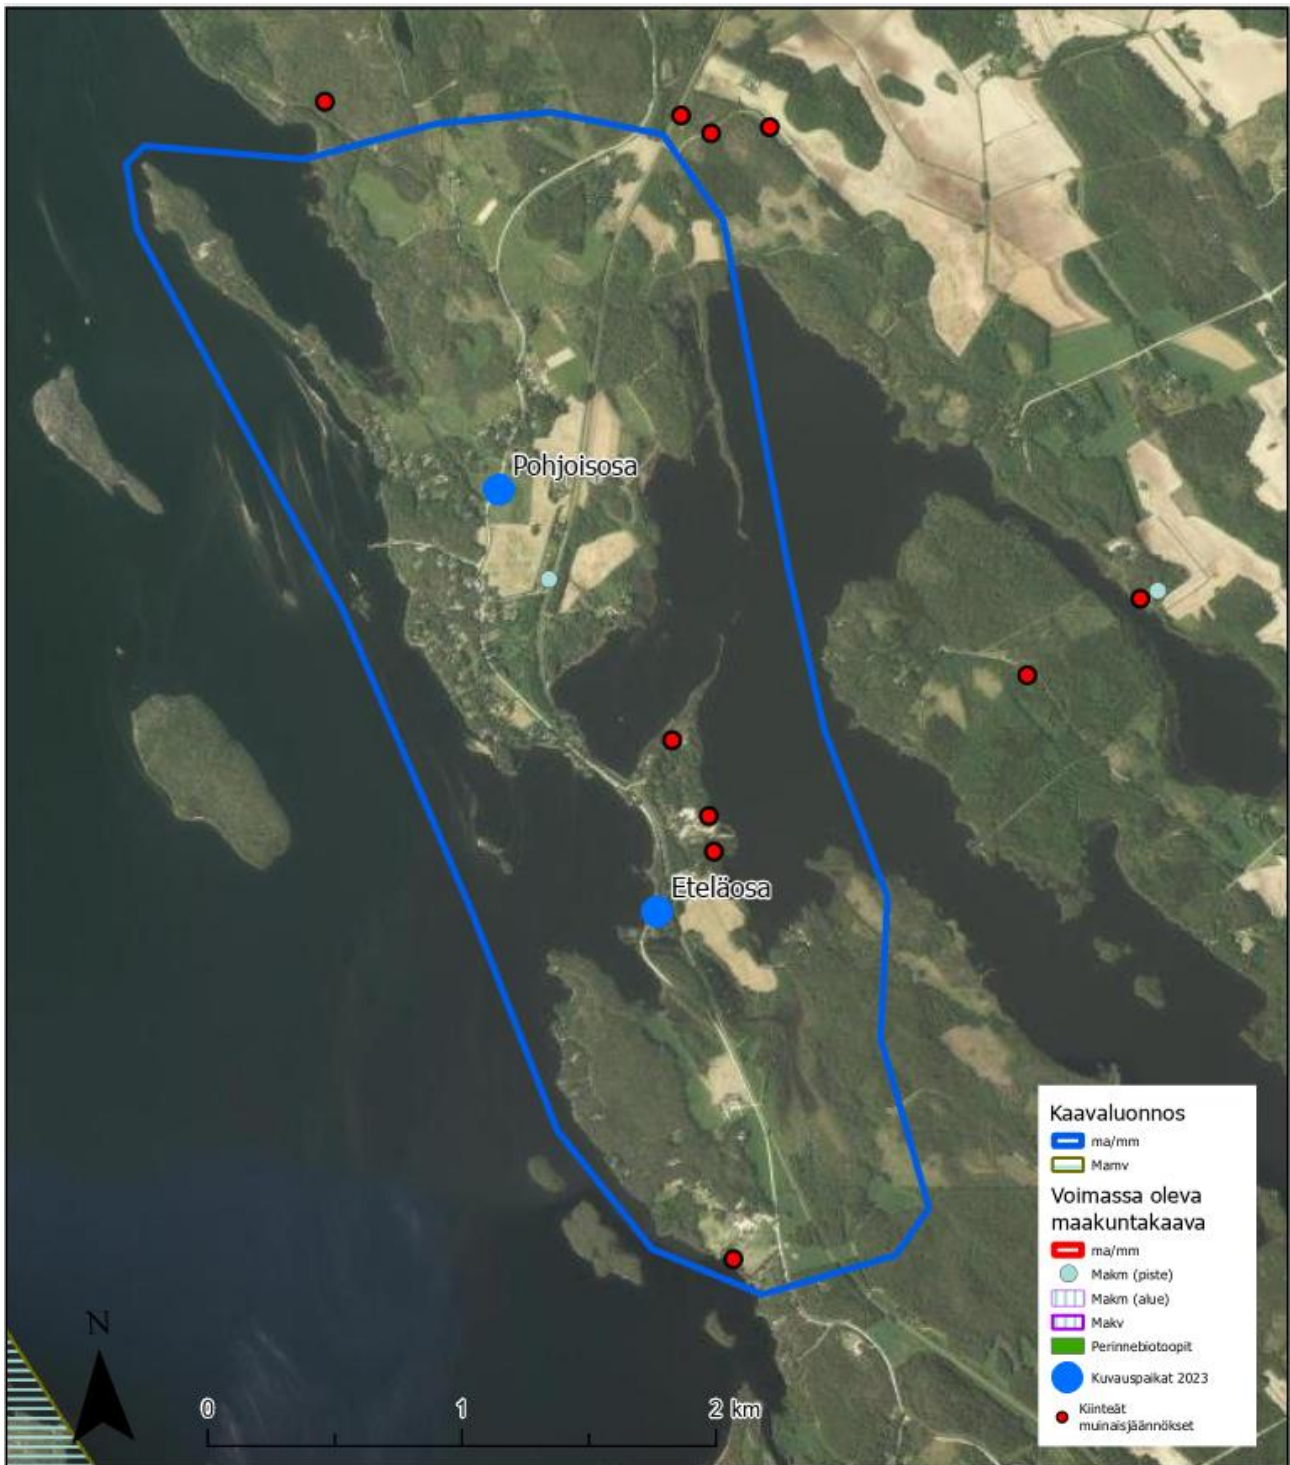 Pohjoisosa
Eteläosa
Kaavaluonnos
ma/mm
Mamv
Voimassa oleva
maakuntakaava
ma/mm
Makm (piste)
Makm (alue)
Makv
Perinnebiotoopit
Kuvauspaikat 2023
Kiinteät
muinaisjäännökset
N
0 1 2 km